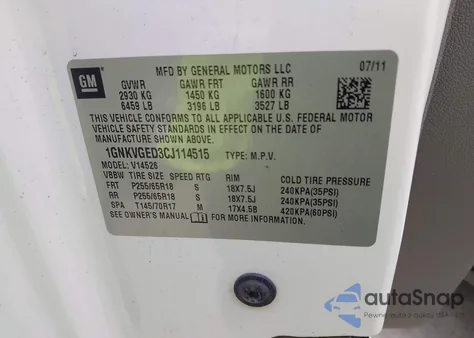 GM
MFD BY GENERAL MOTORS LLC 07/11
GVWR GAWR FRT GAWR RR
2930 KG 1450 KG 1600 KG
6459 LB 3196 LB 3527 LB
THIS VEHICLE CONFORMS TO ALL APPLICABLE U.S. FEDERAL MOTOR
VEHICLE SAFETY STANDARDS IN EFFECT ON THE DATE OF
MANUFACTURE SHOWN ABOVE.
1GNKVGED3CJ114515 TYPE: M.P.V.
MODEL: V14526
VBBW TIRE SIZE SPEED RTG RIM COLD TIRE PRESSURE
FRT P255/65R18 S 18X7.5J 240KPA(35PSI)
RR P255/65R18 S 18X7.5J 240KPA(35PSI)
SPA T145/70R17 M 17X4.5B 420KPA(60PSI)
SEE OWNER'S MANUAL
autoSnap
Pewne auto z aukcji USA i